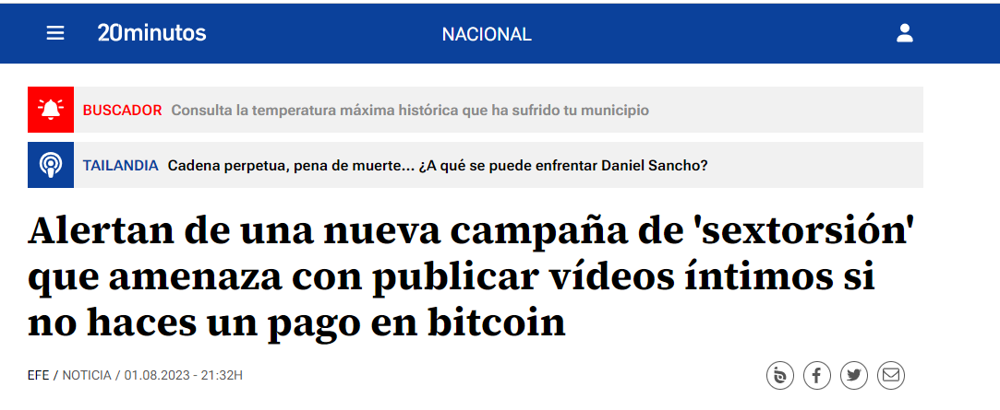 20minutos
NACIONAL
BUSCADOR Consulta la temperatura máxima histórica que ha sufrido tu municipio
TAILANDIA Cadena perpetua, pena de muerte... ¿A qué se puede enfrentar Daniel Sancho?
Alertan de una nueva campaña de 'sextorsión'
que amenaza con publicar vídeos íntimos si
no haces un pago en bitcoin
EFE / NOTICIA / 01.08.2023 - 21:32H